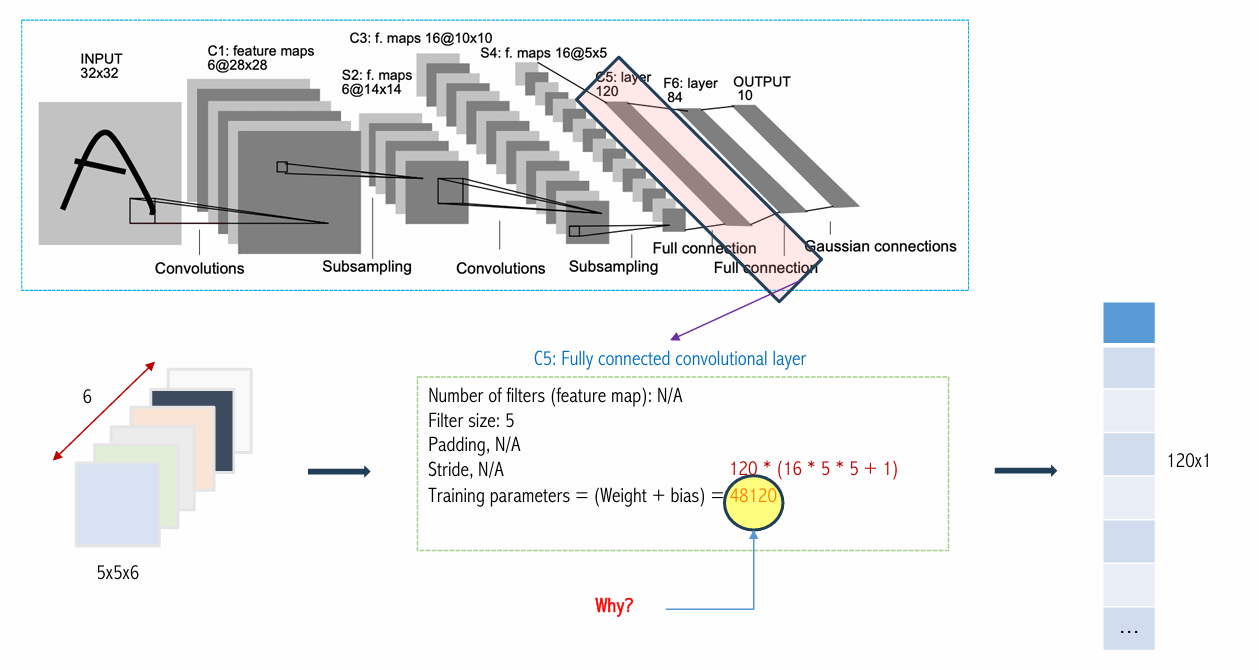 INPUT
32x32
C1: feature maps
6@28x28
S2: f. maps
6@14x14
C3: f. maps 16@10x10
S4: f. maps 16@5x5
C5: layer
120
F6: layer
84
OUTPUT
10
Convolutions
Subsampling
Convolutions
Subsampling
Full connection
Full connection
Gaussian connections
C5: Fully connected convolutional layer
6
5x5x6
Number of filters (feature map): N/A
Filter size: 5
Padding, N/A
Stride, N/A
120 * (16 * 5 * 5 + 1)
Training parameters = (Weight + bias) = 48120
Why?
120x1
...